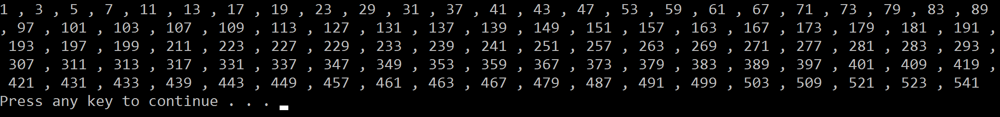 1 , 3 , 5 , 7 , 11 , 13 , 17 , 19 , 23 , 29 , 31 , 37 , 41 , 43 , 47 , 53 , 59 , 61 , 67 , 71 , 73 , 79 , 83 , 89
, 97 , 101 , 103 , 107 , 109 , 113 , 127 , 131 , 137 , 139 , 149 , 151 , 157 , 163 , 167 , 173 , 179 , 181 , 191 ,
193 , 197 , 199 , 211 , 223 , 227 , 229 , 233 , 239 , 241 , 251 , 257 , 263 , 269 , 271 , 277 , 281 , 283 , 293 ,
307 , 311 , 313 , 317 , 331 , 337 , 347 , 349 , 353 , 359 , 367 , 373 , 379 , 383 , 389 , 397 , 401 , 409 , 419 ,
421 , 431 , 433 , 439 , 443 , 449 , 457 , 461 , 463 , 467 , 479 , 487 , 491 , 499 , 503 , 509 , 521 , 523 , 541
Press any key to continue . . .